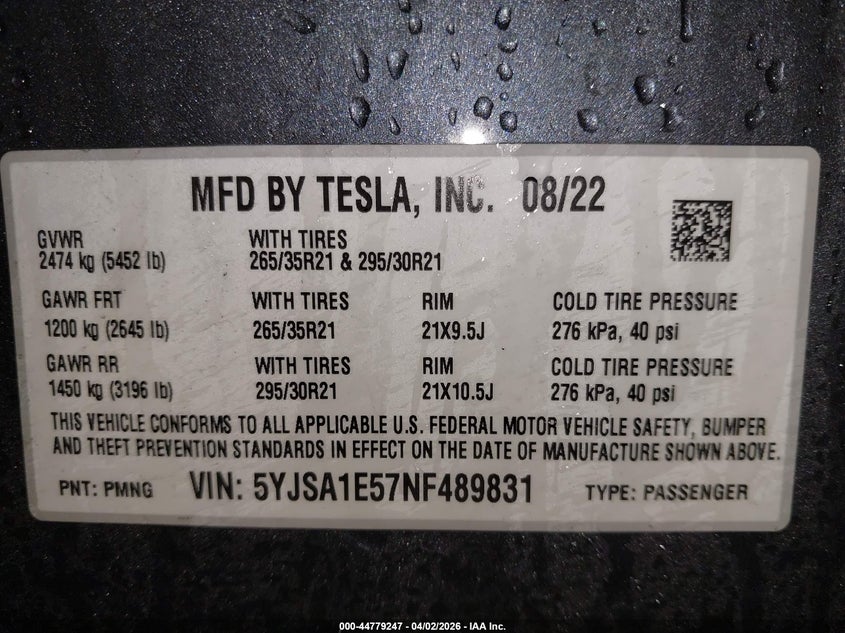 MFD BY TESLA, INC. 08/22
GVWR WITH TIRES
2474 kg (5452 lb) 265/35R21 & 295/30R21
GAWR FRT WITH TIRES RIM COLD TIRE PRESSURE
1200 kg (2645 lb) 265/35R21 21X9.5J 276 kPa, 40 psi
GAWR RR WITH TIRES RIM COLD TIRE PRESSURE
1450 kg (3196 lb) 295/30R21 21X10.5J 276 kPa, 40 psi
THIS VEHICLE CONFORMS TO ALL APPLICABLE U.S. FEDERAL MOTOR VEHICLE SAFETY, BUMPER
AND THEFT PREVENTION STANDARDS IN EFFECT ON THE DATE OF MANUFACTURE SHOWN ABOVE.
PNT: PMNG VIN: 5YJSA1E57NF489831 TYPE: PASSENGER
000-44779247 - 04/02/2026 - IAA Inc.